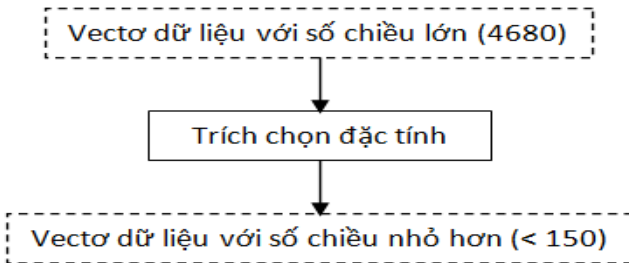 Vectơ dữ liệu với số chiều lớn (4680)
Trích chọn đặc tính
Vectơ dữ liệu với số chiều nhỏ hơn (< 150)